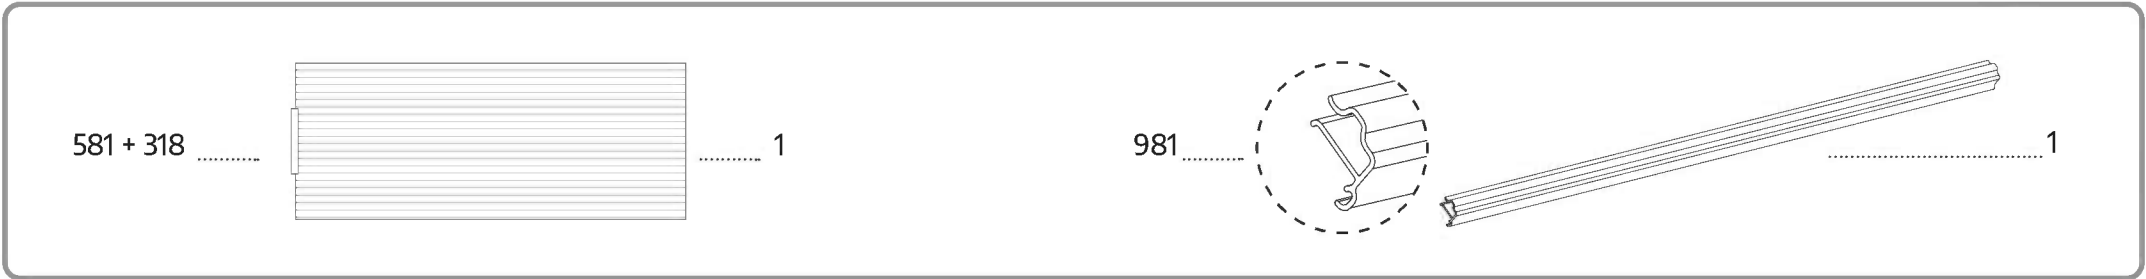 581 + 318 .............. 1
981 .............. 1